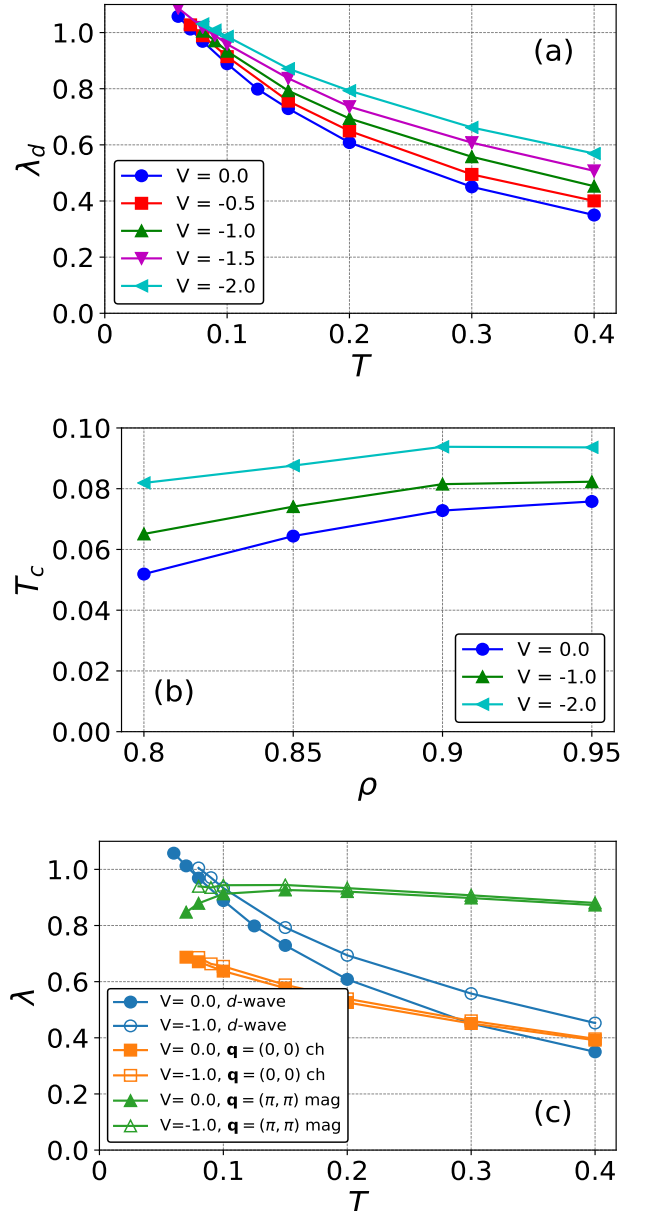 1.0
0.8
0.6
0.4
0.2
0.0
λd
(a)
V = 0.0
V = -0.5
V = -1.0
V = -1.5
V = -2.0
0 0.1 0.2 0.3 0.4
T
0.10
0.08
0.06
0.04
0.02
0.00
Tc
(b)
V = 0.0
V = -1.0
V = -2.0
0.8 0.85 0.9 0.95
ρ
1.0
0.8
0.6
0.4
0.2
0.0
λ
V= 0.0, d-wave
V=-1.0, d-wave
V= 0.0, q = (0, 0) ch
V=-1.0, q = (0, 0) ch
V= 0.0, q = (π, π) mag
V=-1.0, q = (π, π) mag
(c)
0 0.1 0.2 0.3 0.4
T